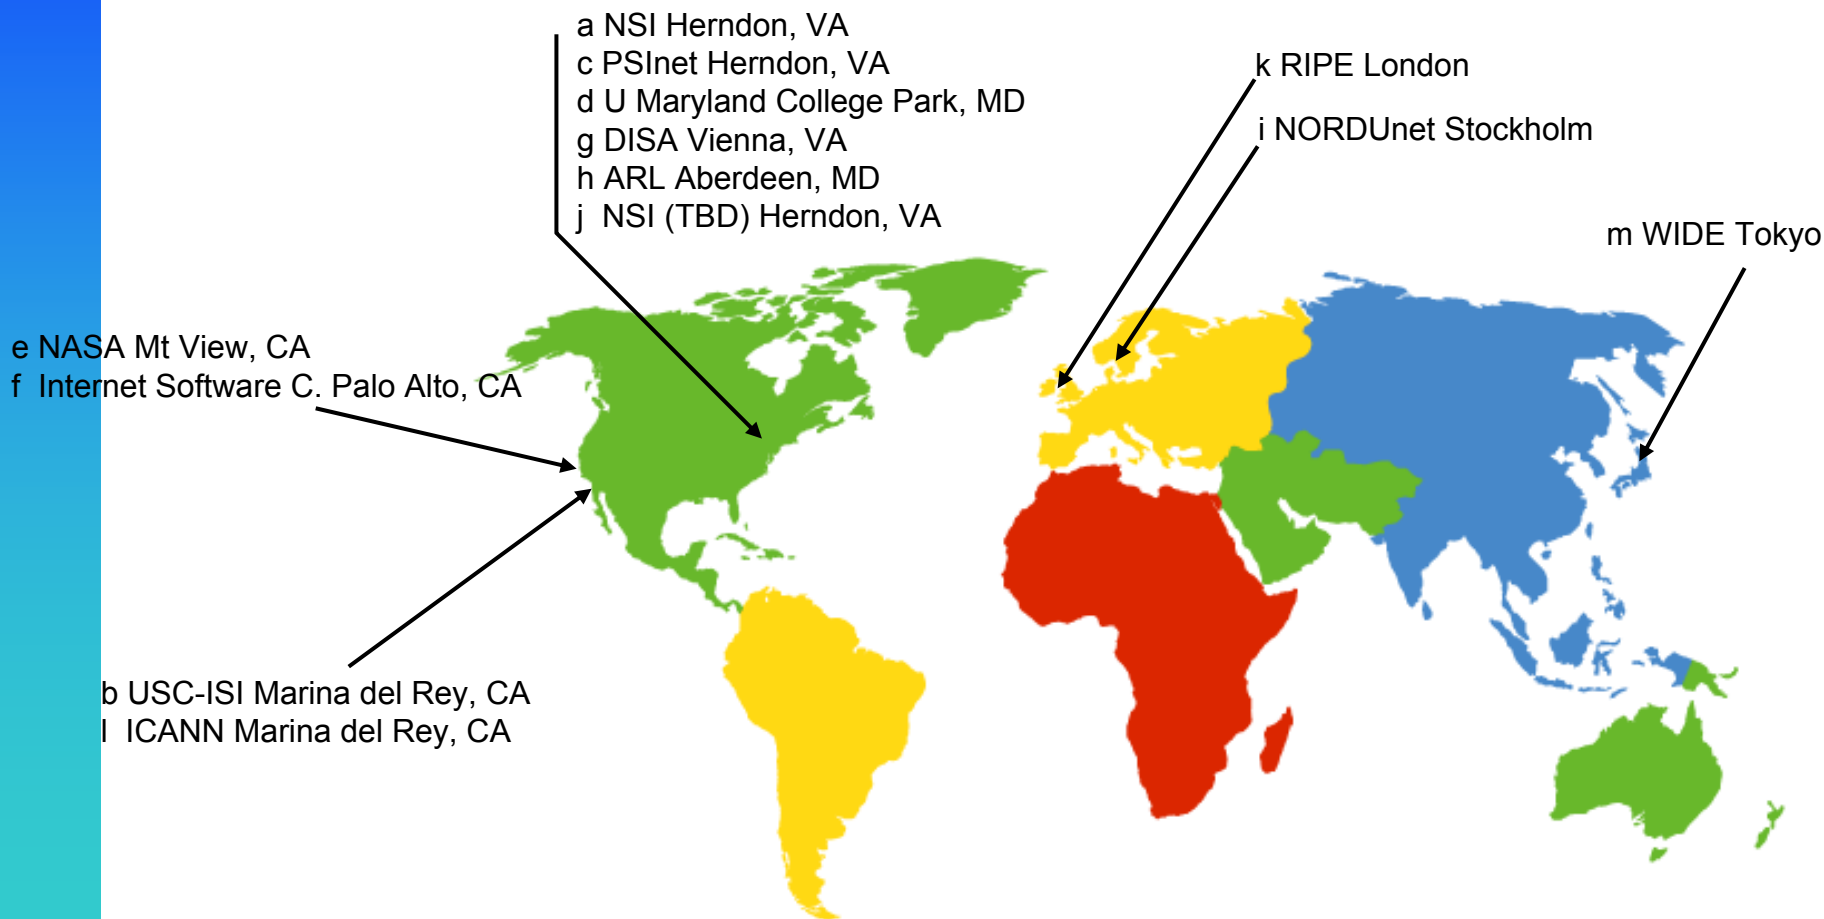 a NSI Herndon, VA
c PSInet Herndon, VA
d U Maryland College Park, MD
g DISA Vienna, VA
h ARL Aberdeen, MD
j NSI (TBD) Herndon, VA
k RIPE London
i NORDUnet Stockholm
m WIDE Tokyo
e NASA Mt View, CA
f Internet Software C. Palo Alto, CA
b USC-ISI Marina del Rey, CA
l ICANN Marina del Rey, CA